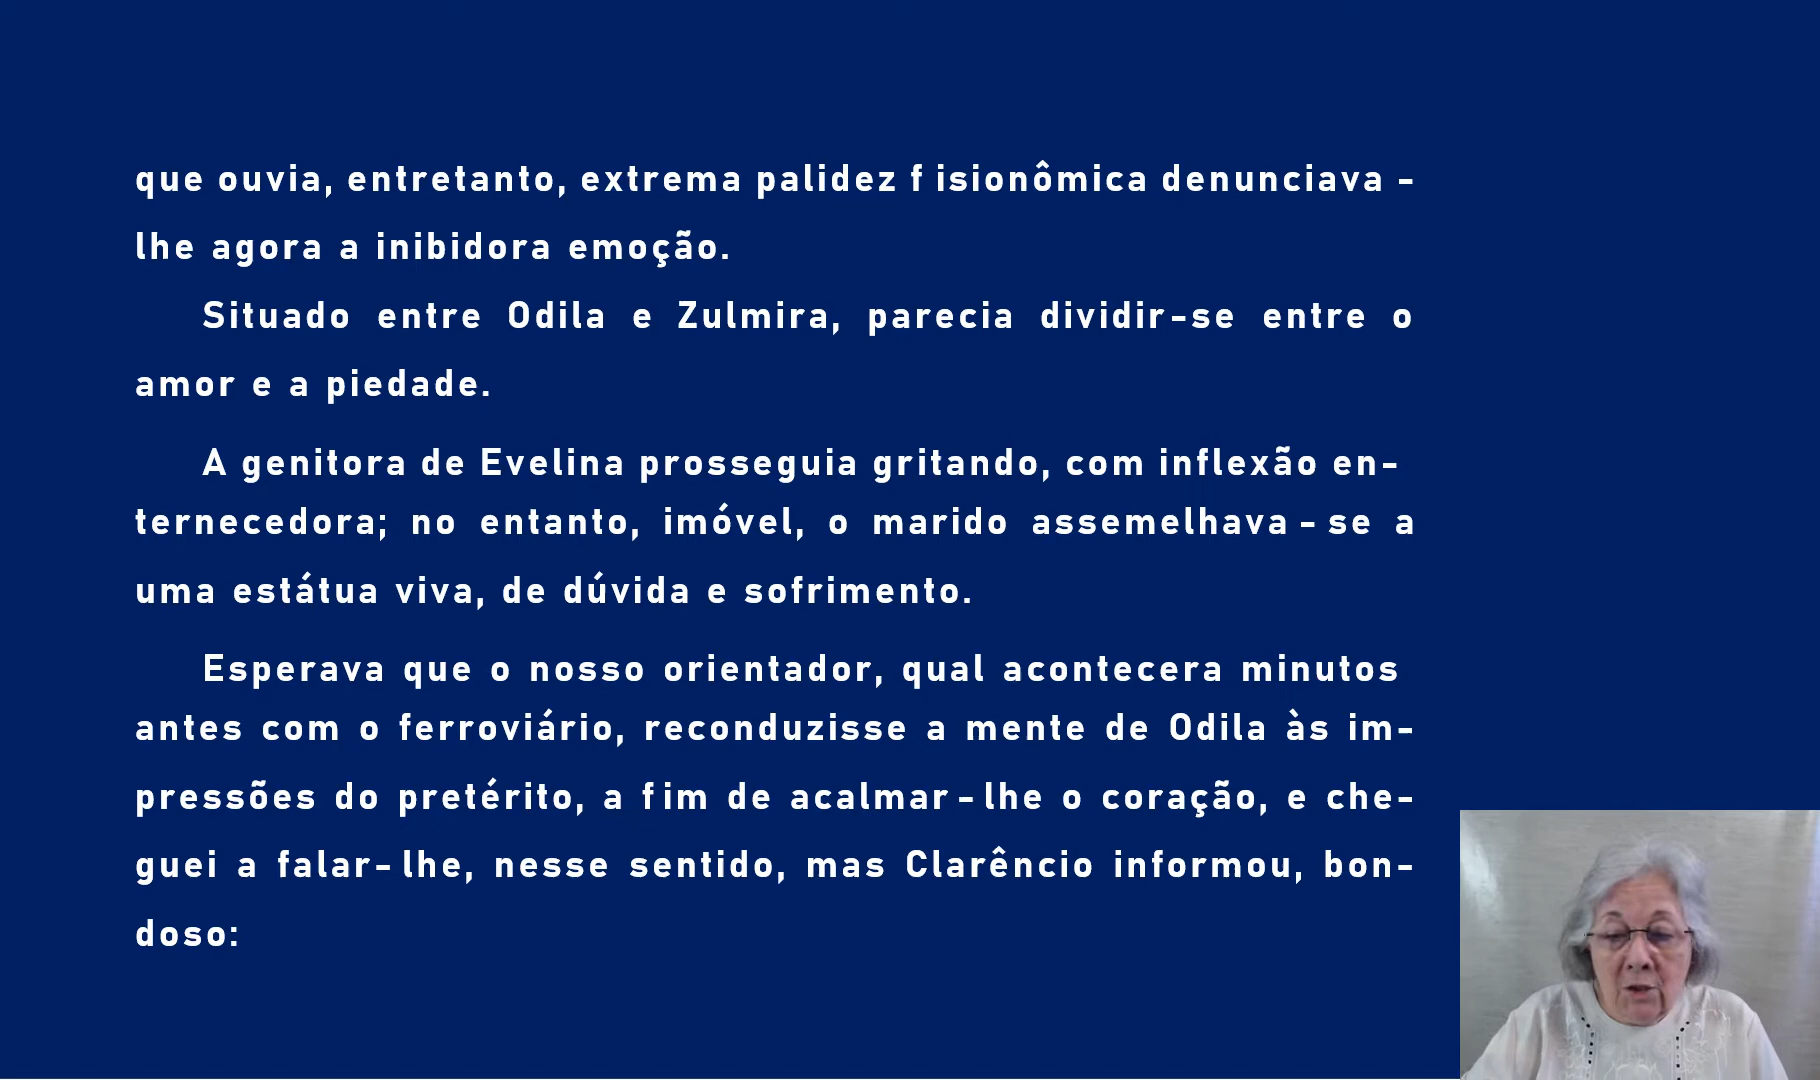 que ouvia, entretanto, extrema palidez f isionômica denunciava -
lhe agora a inibidora emoção.
Situado entre Odila e Zulmira, parecia dividir-se entre o
amor e a piedade.
A genitora de Evelina prosseguia gritando, com inflexão en-
ternecedora; no entanto, imóvel, o marido assemelhava - se a
uma estátua viva, de dúvida e sofrimento.
Esperava que o nosso orientador, qual acontecera minutos
antes com o ferroviário, reconduzisse a mente de Odila às im-
pressões do pretérito, a fim de acalmar - lhe o coração, e che-
guei a falar- lhe, nesse sentido, mas Clarêncio informou, bon-
doso: